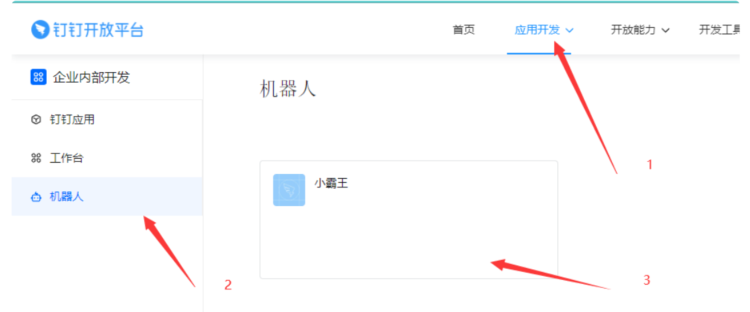 钉钉开放平台
首页
应用开发
开放能力
开发工具
企业内部开发
机器人
钉钉应用
工作台
小霸王
机器人
1
2
3